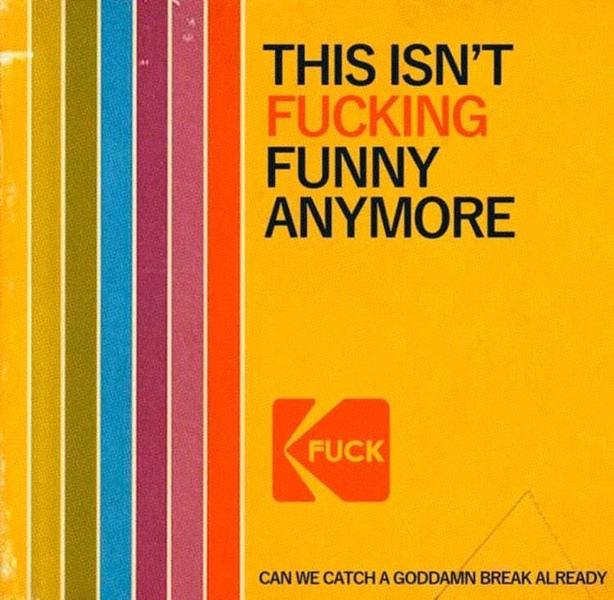 THIS ISN'T
FUCKING
FUNNY
ANYMORE
FUCK
CAN WE CATCH A GODDAMN BREAK ALREADY